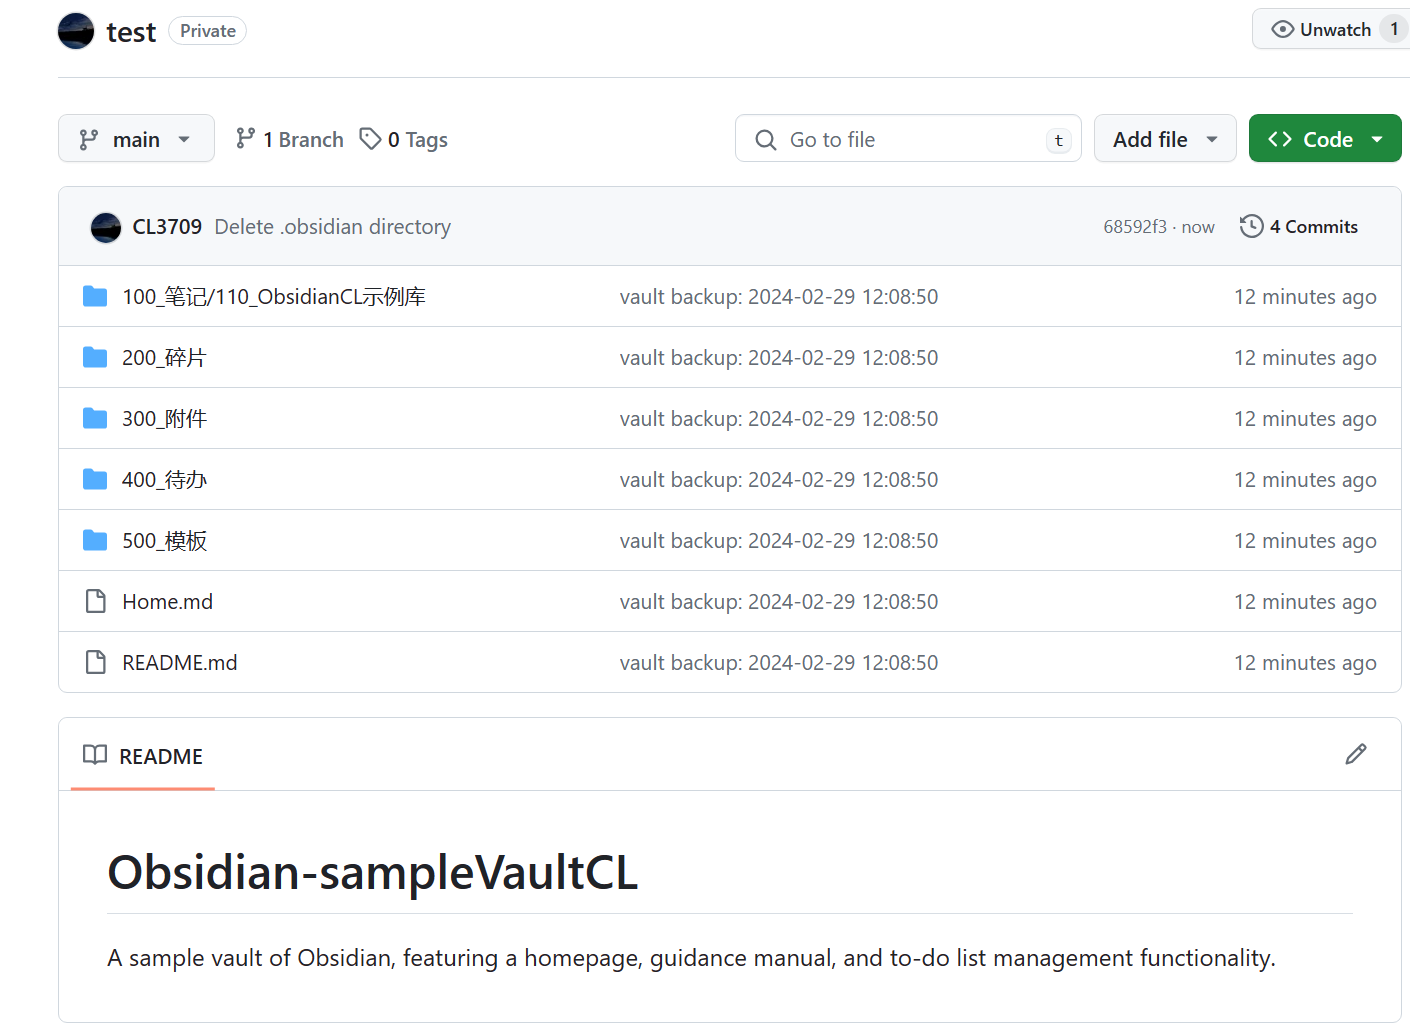 test Private Unwatch 1
main 1 Branch 0 Tags Go to file t Add file Code
CL3709 Delete .obsidian directory 68592f3 · now 4 Commits
100_笔记/110_ObsidianCL示例库 vault backup: 2024-02-29 12:08:50 12 minutes ago
200_碎片 vault backup: 2024-02-29 12:08:50 12 minutes ago
300_附件 vault backup: 2024-02-29 12:08:50 12 minutes ago
400_待办 vault backup: 2024-02-29 12:08:50 12 minutes ago
500_模板 vault backup: 2024-02-29 12:08:50 12 minutes ago
Home.md vault backup: 2024-02-29 12:08:50 12 minutes ago
README.md vault backup: 2024-02-29 12:08:50 12 minutes ago
README
Obsidian-sampleVaultCL
A sample vault of Obsidian, featuring a homepage, guidance manual, and to-do list management functionality.